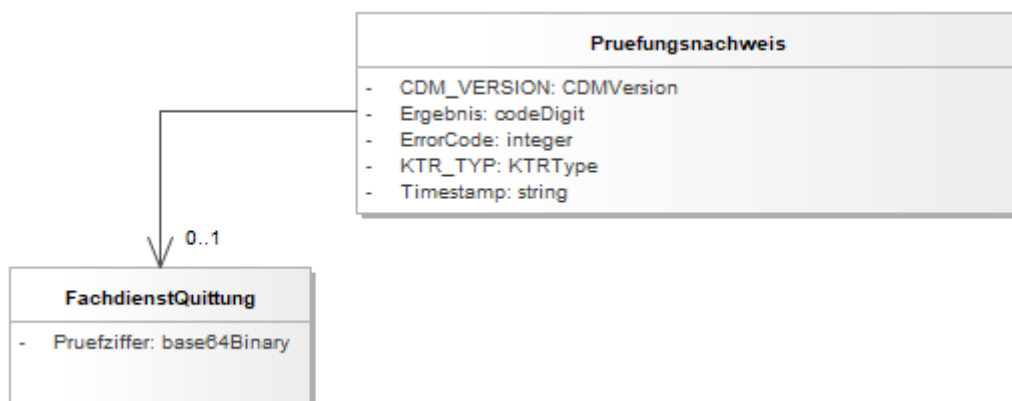 Pruefungsnachweis
- CDM_VERSION: CDMVersion
- Ergebnis: codeDigit
- ErrorCode: integer
- KTR_TYP: KTRType
- Timestamp: string
0..1
FachdienstQuittung
- Pruefziffer: base64Binary